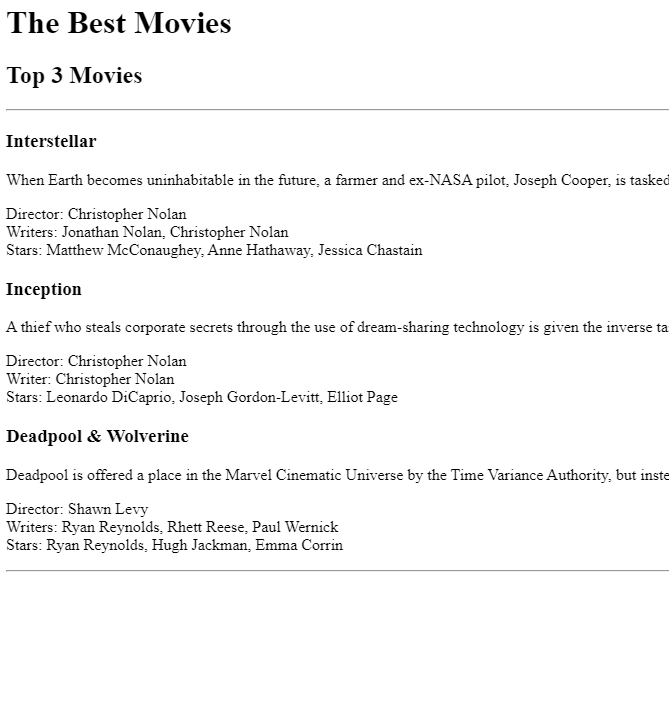 The Best Movies
Top 3 Movies
Interstellar
When Earth becomes uninhabitable in the future, a farmer and ex-NASA pilot, Joseph Cooper, is tasked
Director: Christopher Nolan
Writers: Jonathan Nolan, Christopher Nolan
Stars: Matthew McConaughey, Anne Hathaway, Jessica Chastain
Inception
A thief who steals corporate secrets through the use of dream-sharing technology is given the inverse
Director: Christopher Nolan
Writer: Christopher Nolan
Stars: Leonardo DiCaprio, Joseph Gordon-Levitt, Elliot Page
Deadpool & Wolverine
Deadpool is offered a place in the Marvel Cinematic Universe by the Time Variance Authority, but
Director: Shawn Levy
Writers: Ryan Reynolds, Rhett Reese, Paul Wernick
Stars: Ryan Reynolds, Hugh Jackman, Emma Corrin